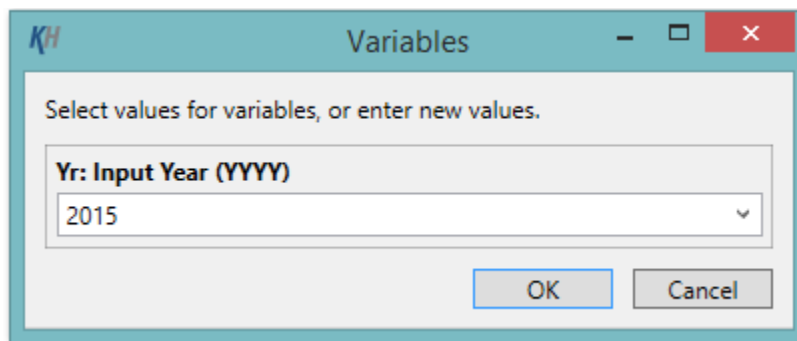 KH
Variables
Select values for variables, or enter new values.
Yr: Input Year (YYYY)
2015
OK Cancel